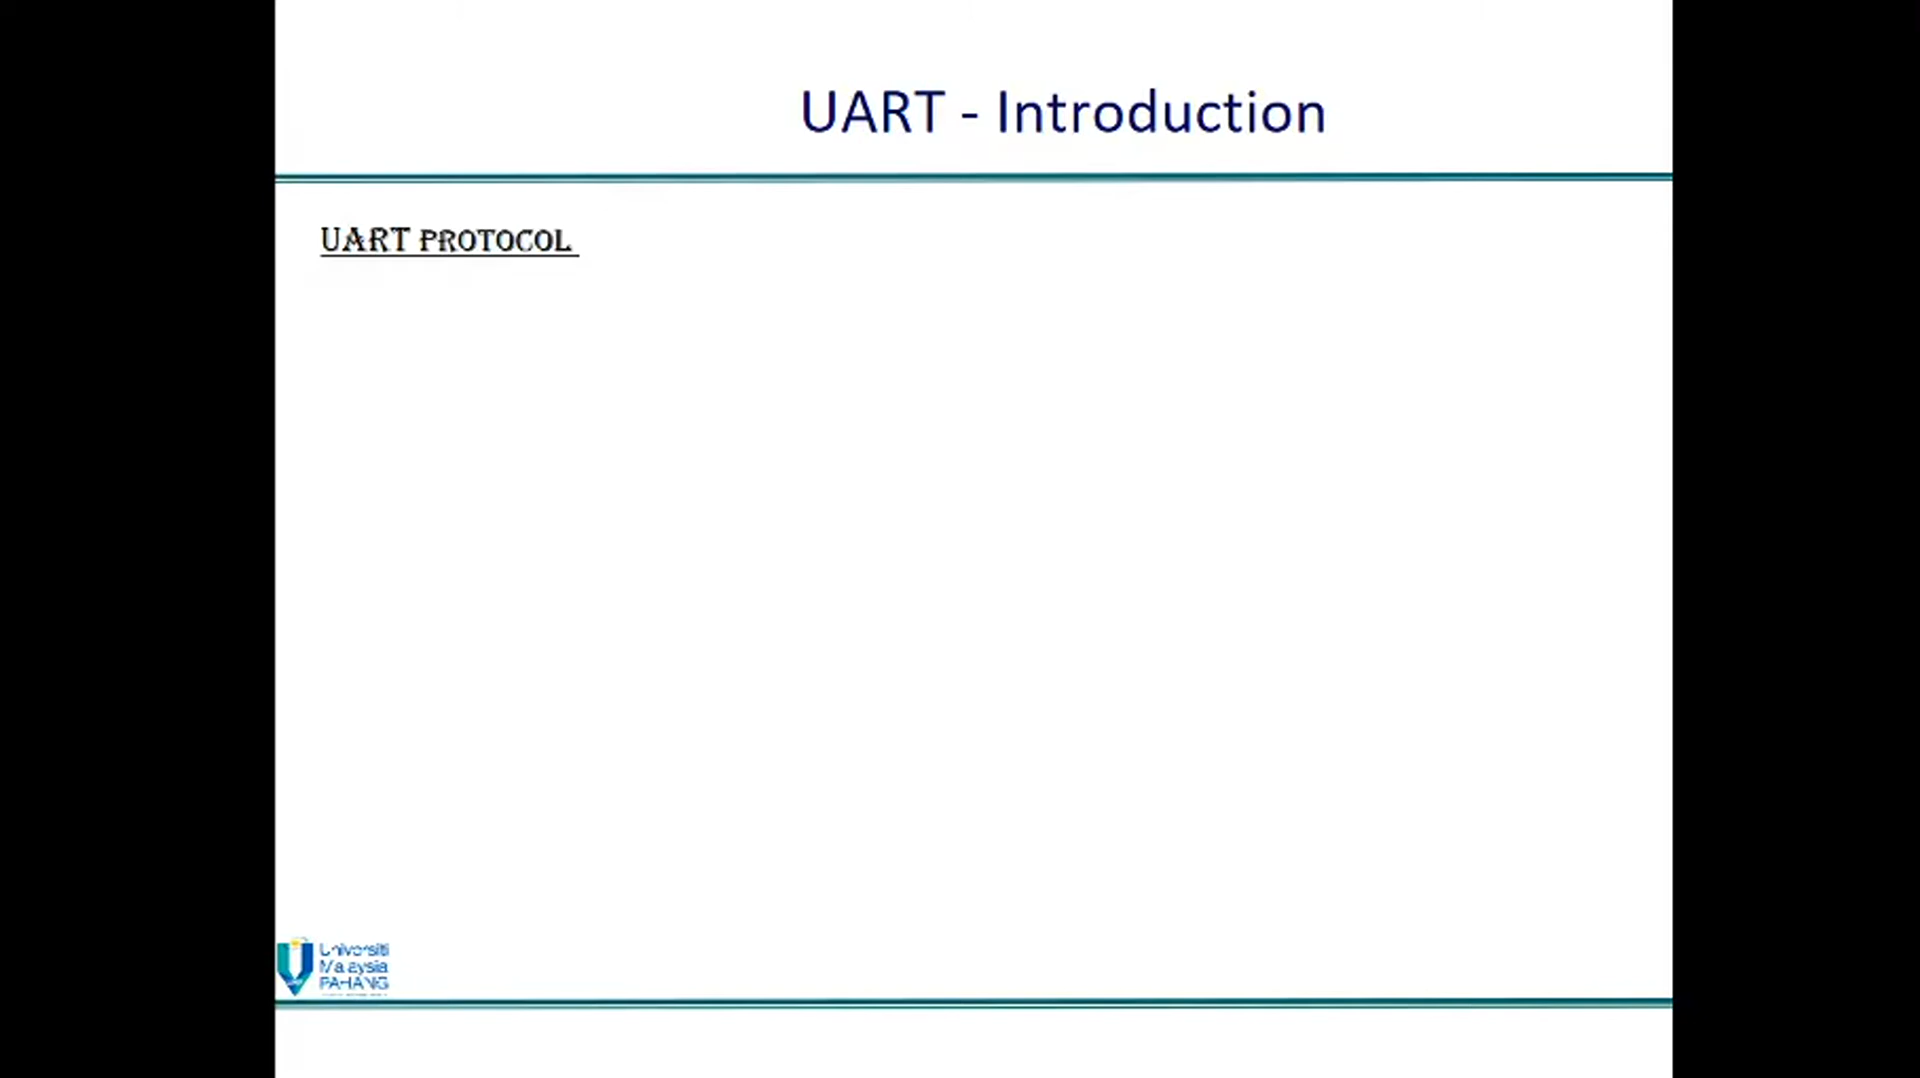 UART - Introduction
UART PROTOCOL
Universiti
Malaysia
PAHANG